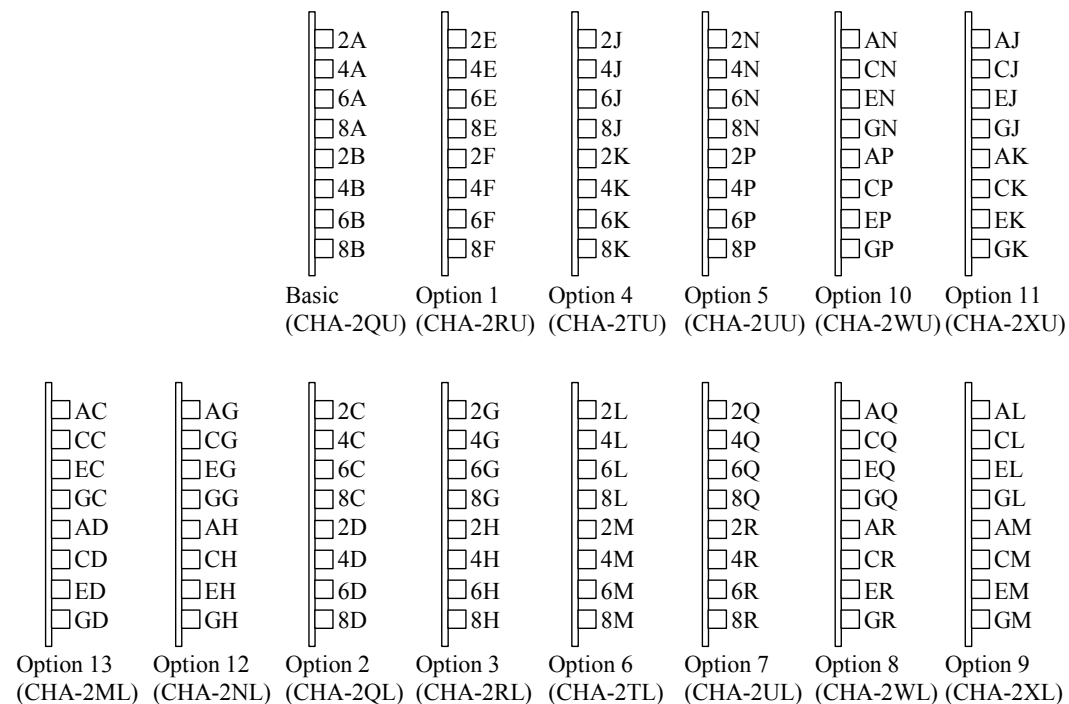 2A 2E 2J 2N AN AJ
4A 4E 4J 4N CN CJ
6A 6E 6J 6N EN EJ
8A 8E 8J 8N GN GJ
2B 2F 2K 2P AP AK
4B 4F 4K 4P CP CK
6B 6F 6K 6P EP EK
8B 8F 8K 8P GP GK
Basic Option 1 Option 4 Option 5 Option 10 Option 11
(CHA-2QU) (CHA-2RU) (CHA-2TU) (CHA-2UU) (CHA-2WU) (CHA-2XU)
AC AG 2C 2G 2L 2Q AQ AL
CC CG 4C 4G 4L 4Q CQ CL
EC EG 6C 6G 6L 6Q EQ EL
GC GG 8C 8G 8L 8Q GQ GL
AD AH 2D 2H 2M 2R AR AM
CD CH 4D 4H 4M 4R CR CM
ED EH 6D 6H 6M 6R ER EM
GD GH 8D 8H 8M 8R GR GM
Option 13 Option 12 Option 2 Option 3 Option 6 Option 7 Option 8 Option 9
(CHA-2ML) (CHA-2NL) (CHA-2QL) (CHA-2RL) (CHA-2TL) (CHA-2UL) (CHA-2WL) (CHA-2XL)